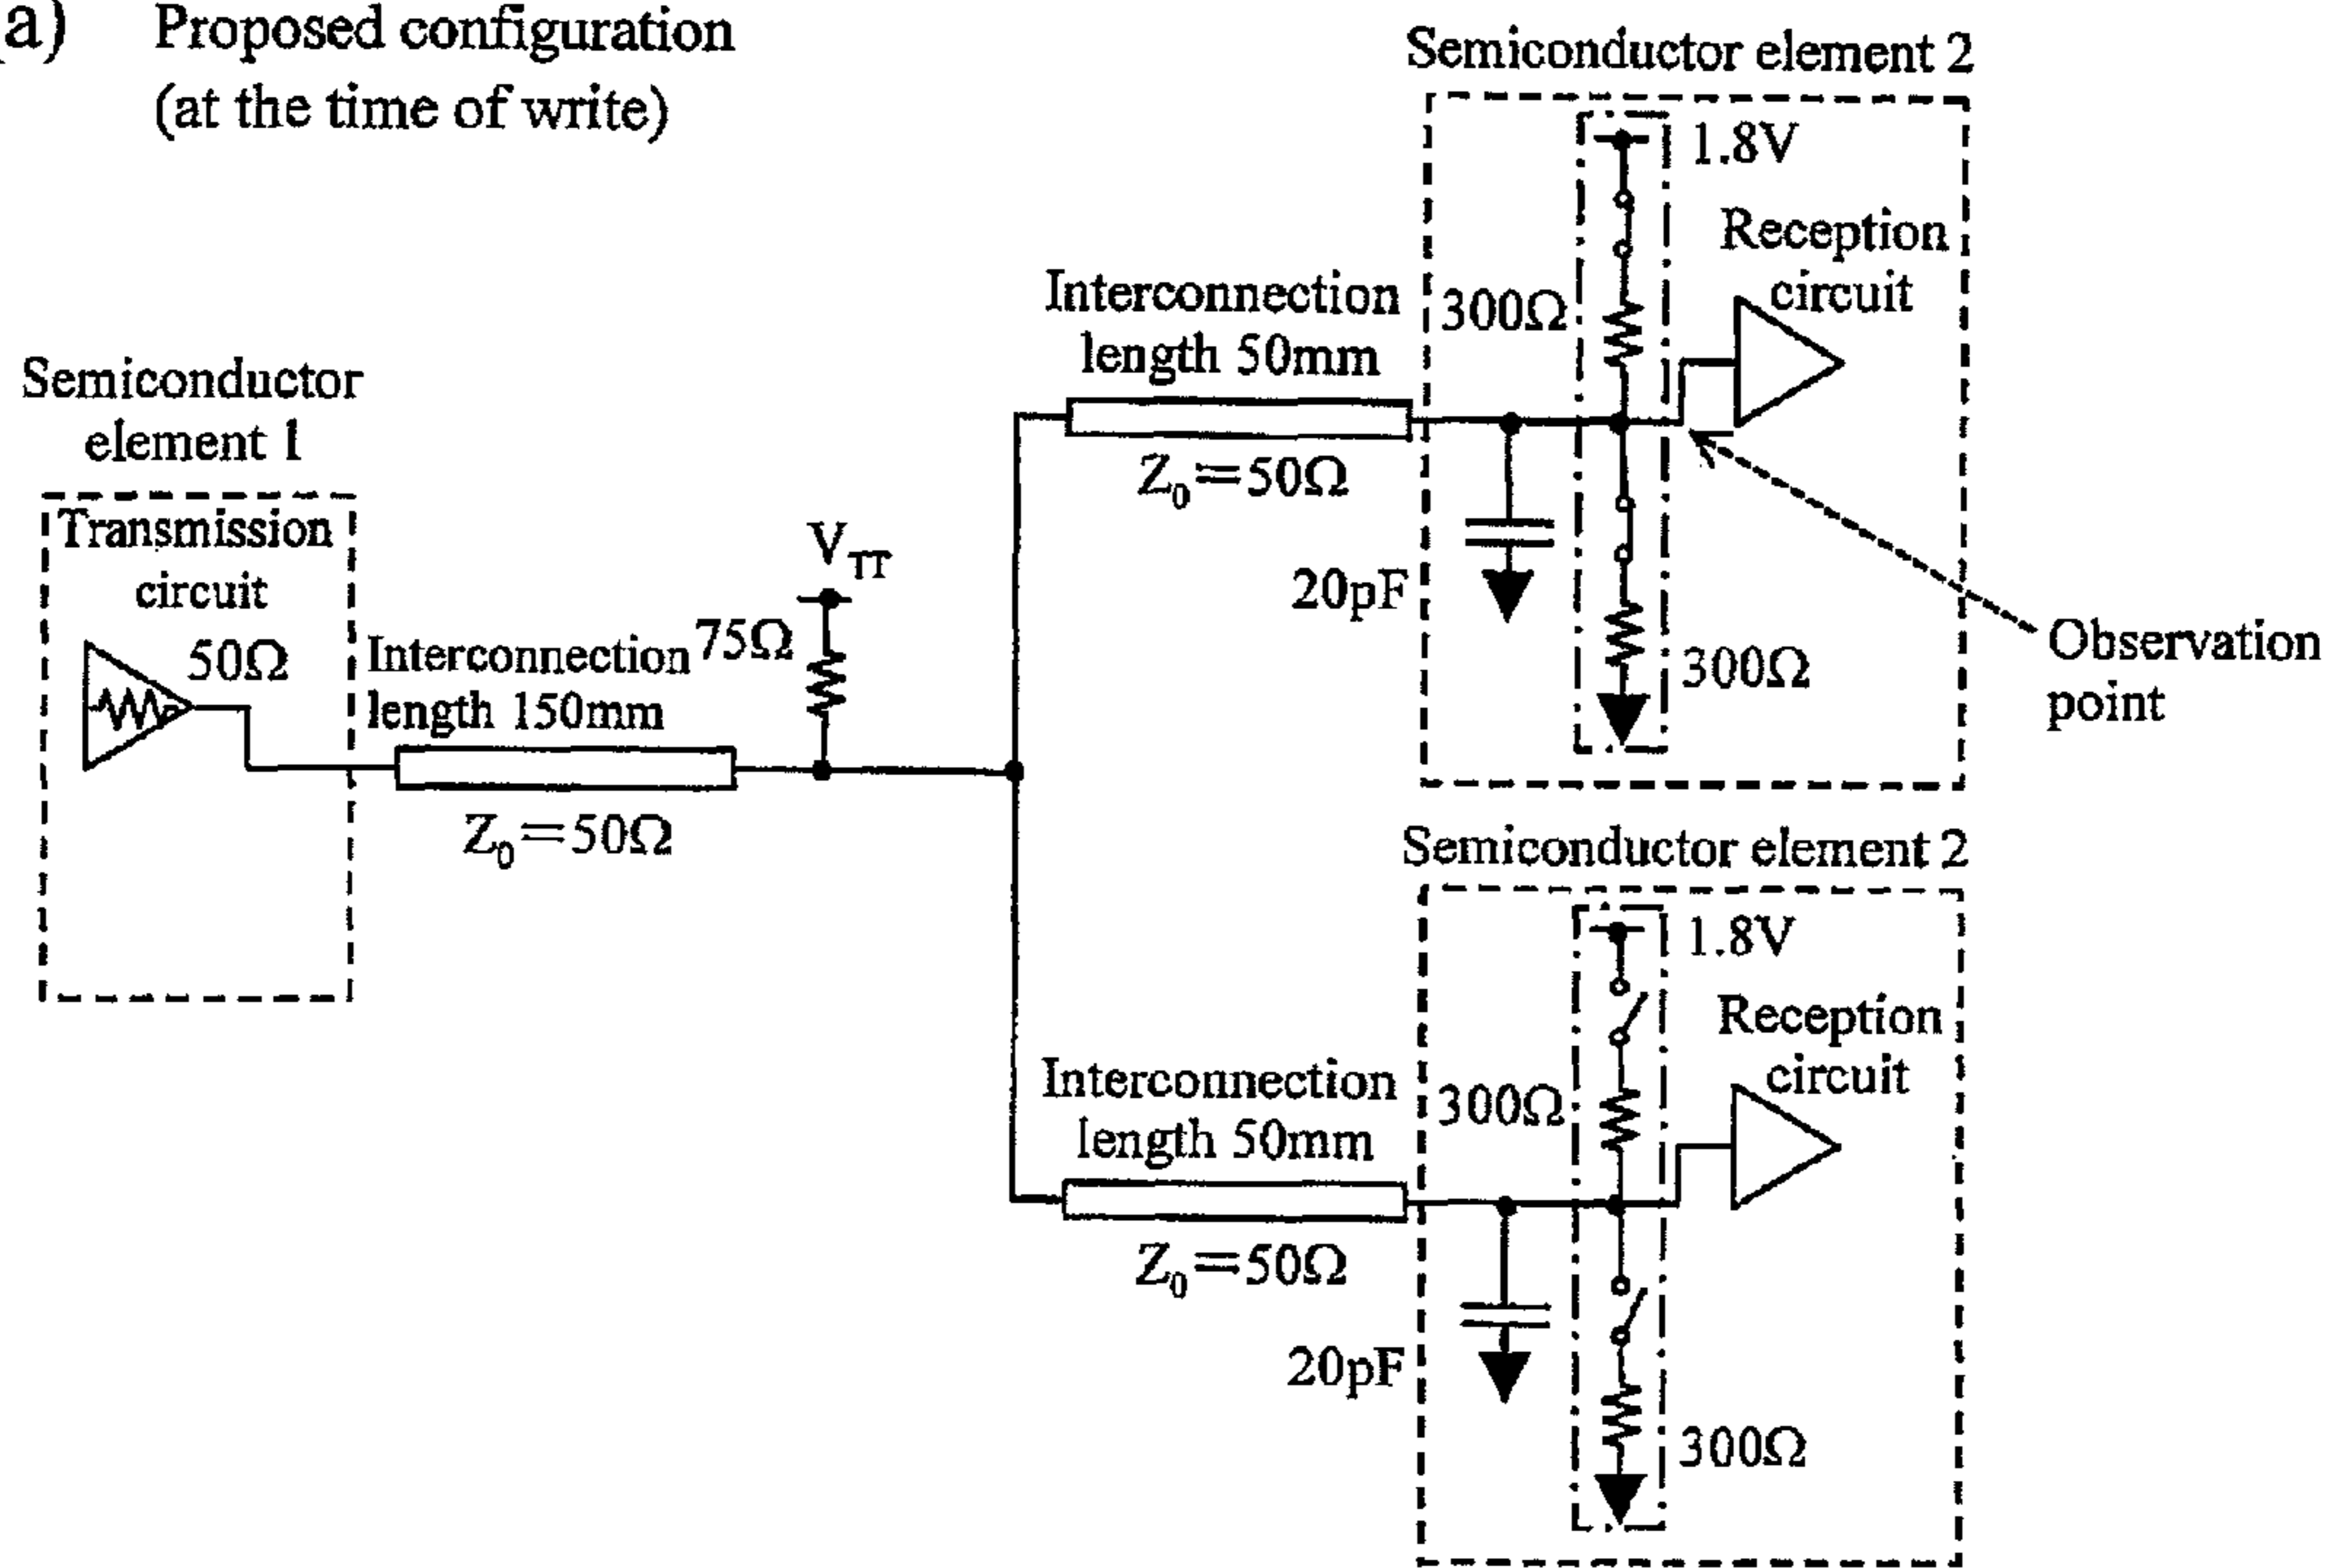 a) Proposed configuration
(at the time of write)
Semiconductor element 2
1.8V
Reception
circuit
Interconnection
length 50mm
300Ω
Z₀=50Ω
20pF
300Ω
Observation
point
Semiconductor
element 1
Transmission
circuit
50Ω
Interconnection
length 150mm
Z₀=50Ω
V_TT
75Ω
Semiconductor element 2
1.8V
Reception
circuit
Interconnection
length 50mm
300Ω
Z₀=50Ω
20pF
300Ω